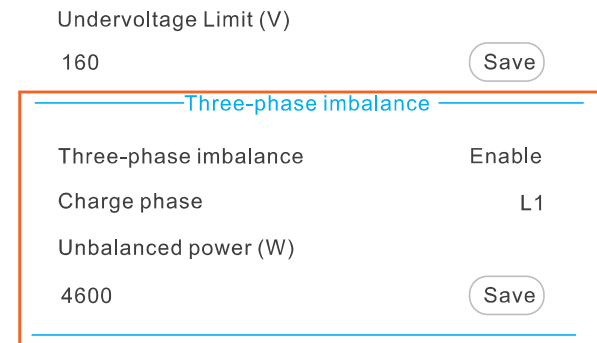 Undervoltage Limit (V)
160 Save
Three-phase imbalance
Three-phase imbalance Enable
Charge phase L1
Unbalanced power (W)
4600 Save